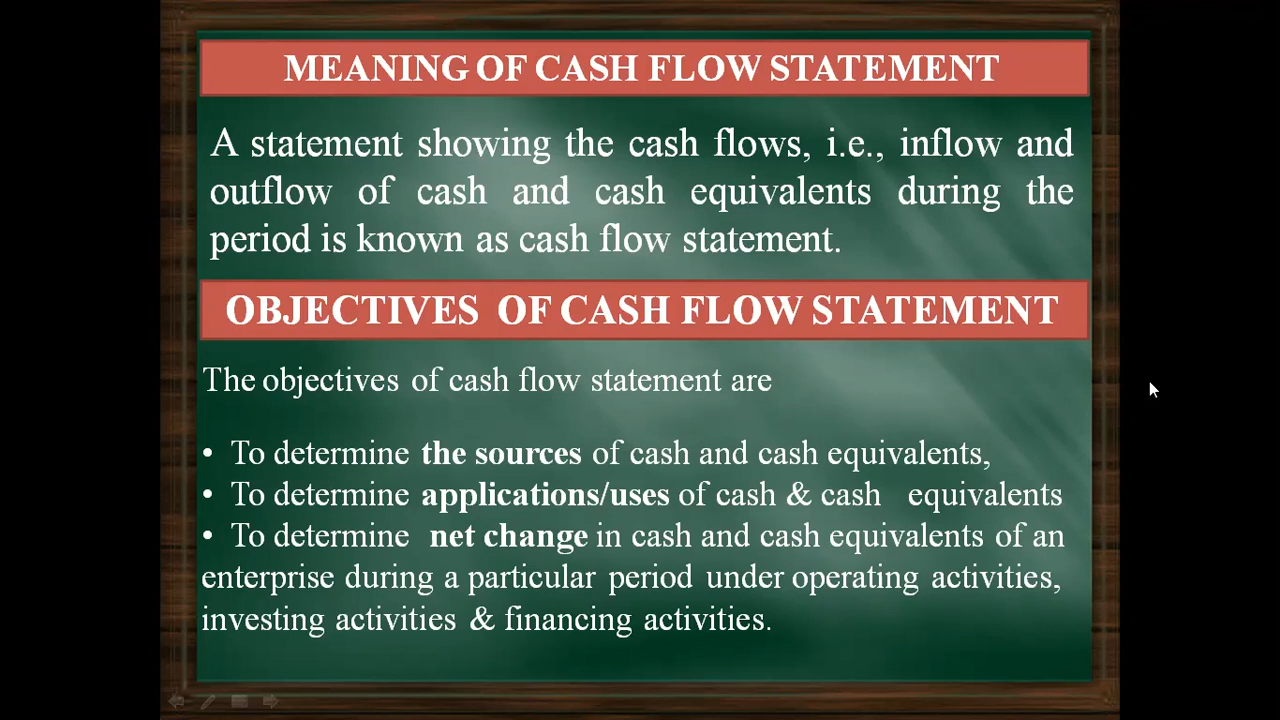 MEANING OF CASH FLOW STATEMENT
A statement showing the cash flows, i.e., inflow and
outflow of cash and cash equivalents during the
period is known as cash flow statement.
OBJECTIVES OF CASH FLOW STATEMENT
The objectives of cash flow statement are
• To determine the sources of cash and cash equivalents,
• To determine applications/uses of cash & cash equivalents
• To determine net change in cash and cash equivalents of an
enterprise during a particular period under operating activities,
investing activities & financing activities.